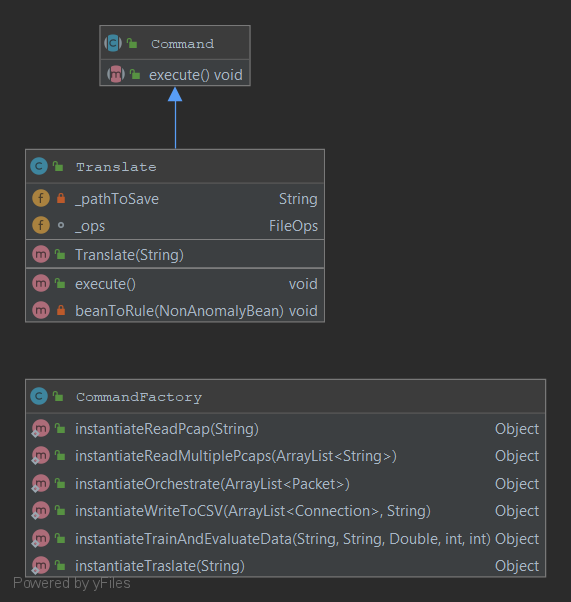 Command
execute() void
Translate
_pathToSave String
_ops FileOps
Translate(String)
execute() void
beanToRule(NonAnomalyBean) void
CommandFactory
instantiateReadPcap(String) Object
instantiateReadMultiplePcaps(ArrayList<String>) Object
instantiateOrchestrate(ArrayList<Packet>) Object
instantiateWriteToCSV(ArrayList<Connection>, String) Object
instantiateTrainAndEvaluateData(String, String, Double, int, int) Object
instantiateTraslate(String) Object
Powered by yFiles